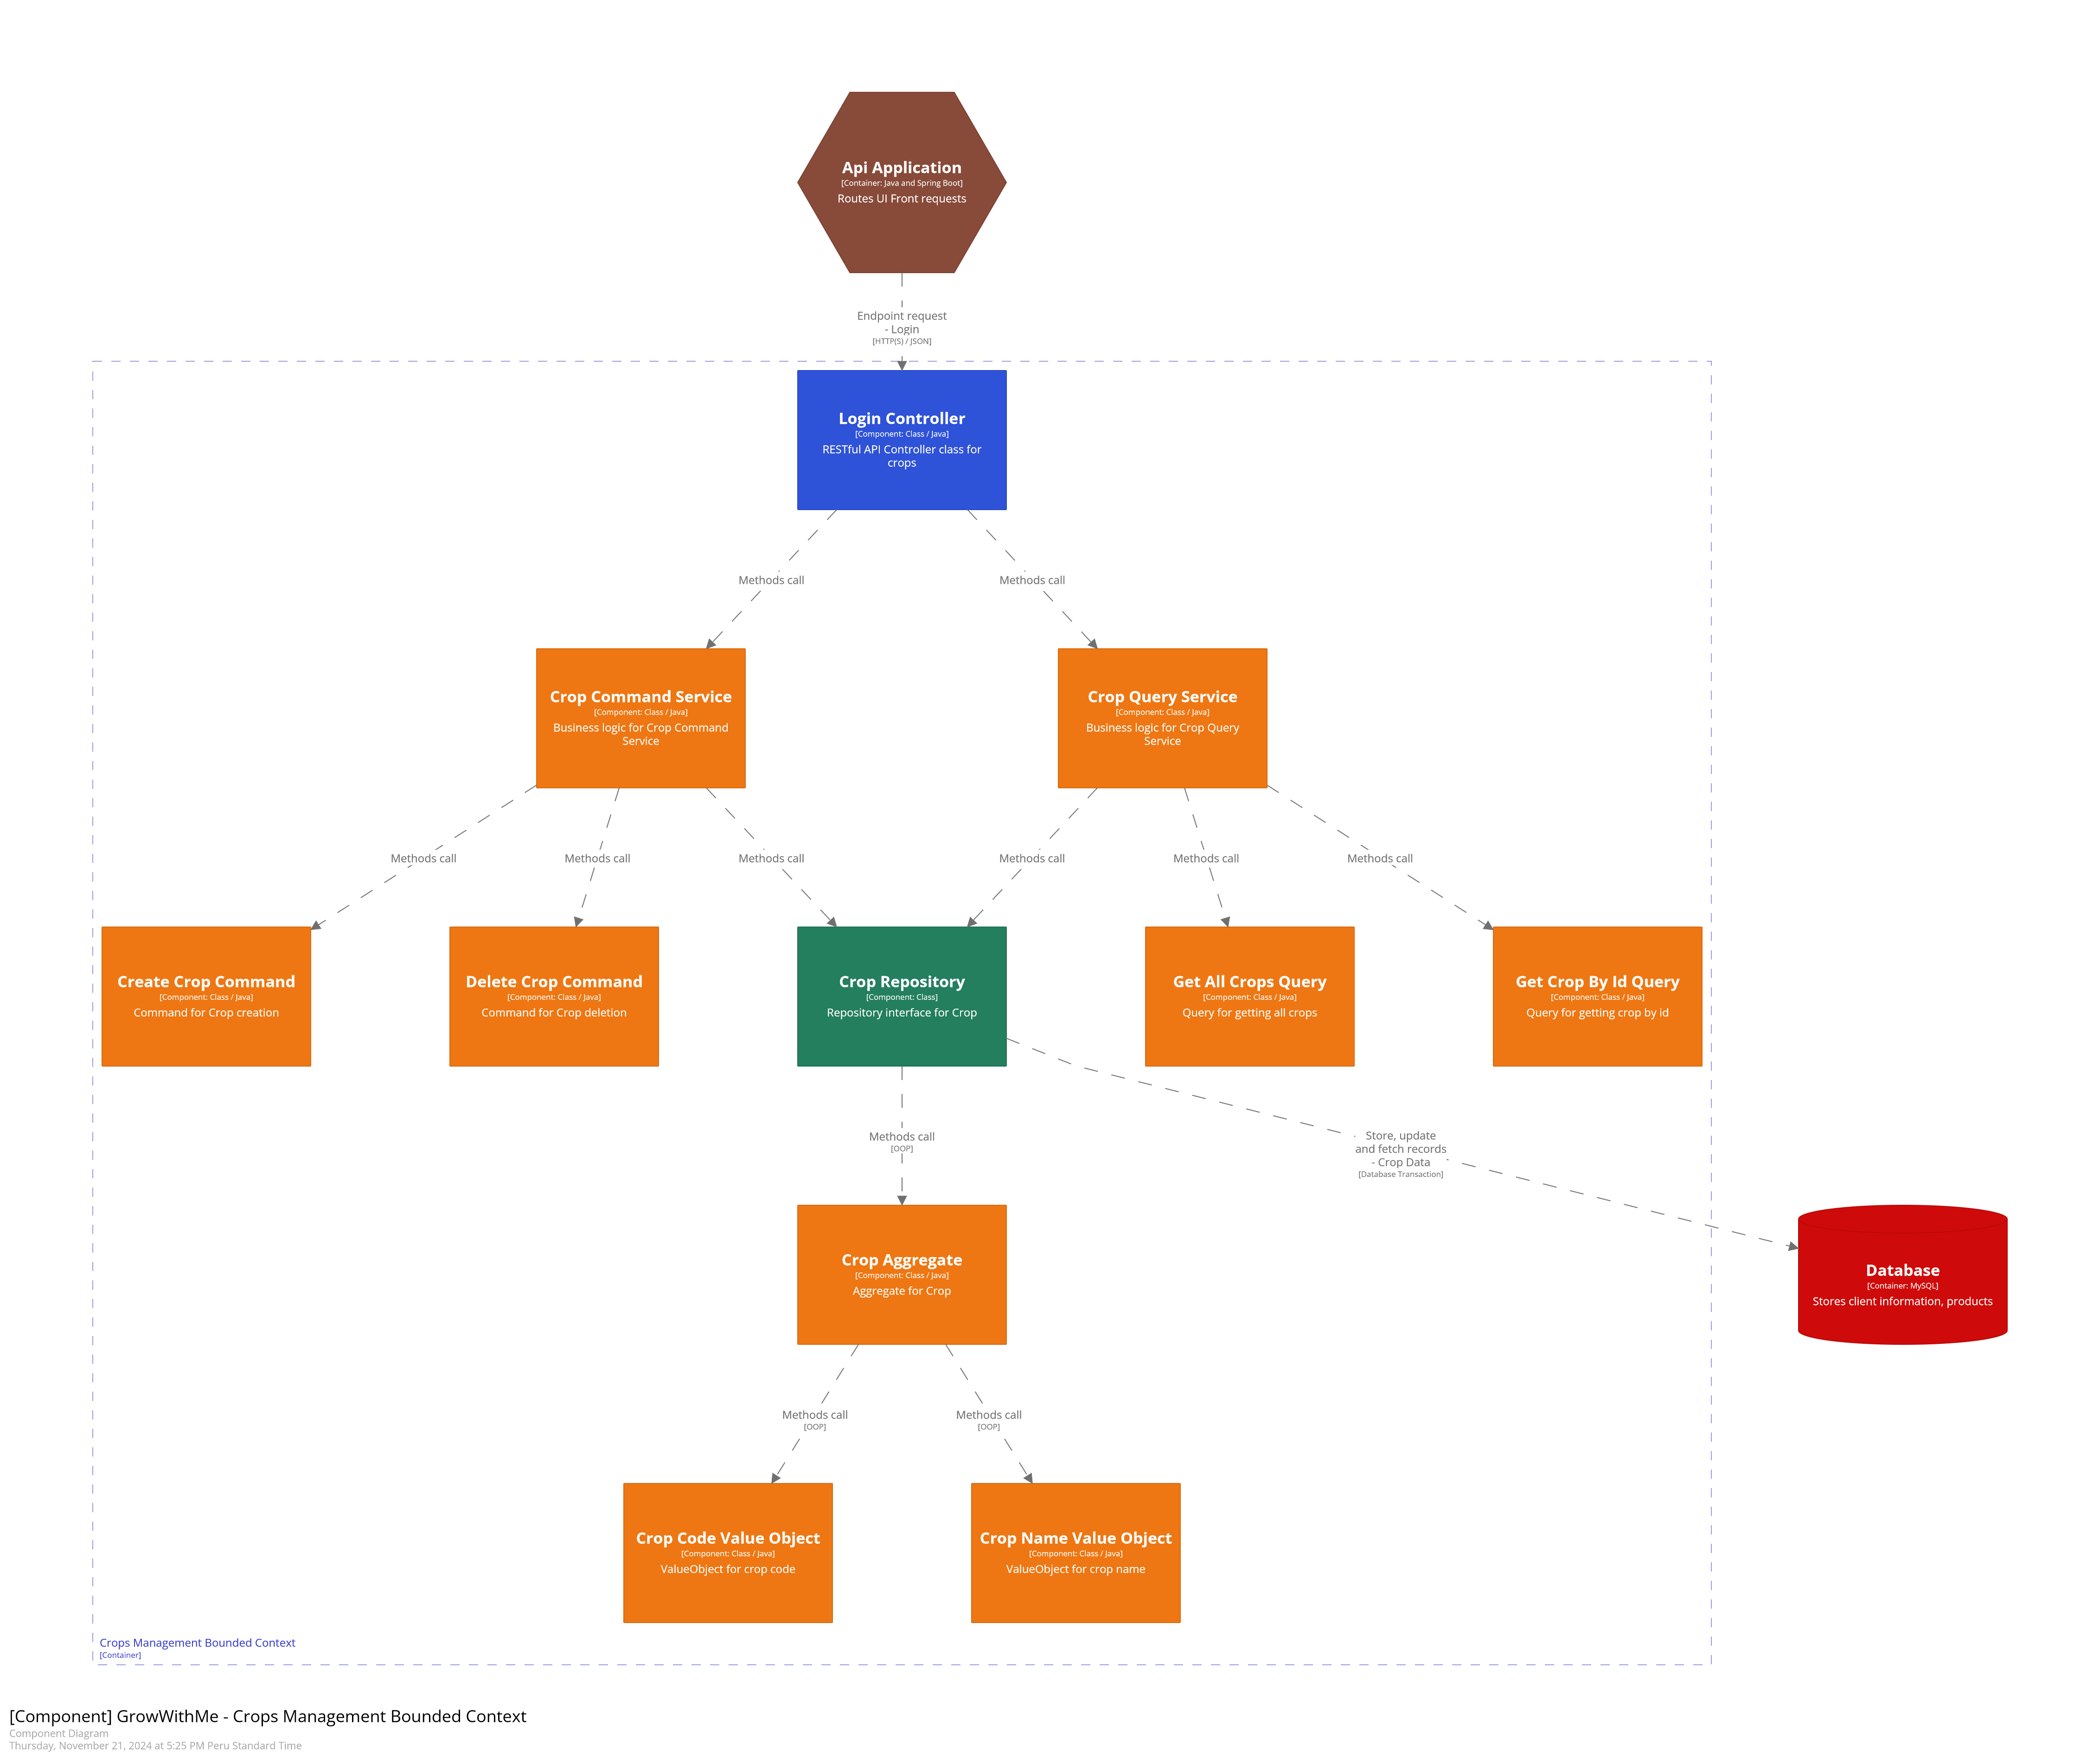 Api Application
[Container: Java and Spring Boot]
Routes UI Front requests
Endpoint request
- Login
[HTTP(S) / JSON]
Login Controller
[Component: Class / Java]
RESTful API Controller class for
crops
Methods call
Methods call
Crop Command Service
[Component: Class / Java]
Business logic for Crop Command
Service
Crop Query Service
[Component: Class / Java]
Business logic for Crop Query
Service
Methods call
Methods call
Methods call
Methods call
Methods call
Methods call
Create Crop Command
[Component: Class / Java]
Command for Crop creation
Delete Crop Command
[Component: Class / Java]
Command for Crop deletion
Crop Repository
[Component: Class]
Repository interface for Crop
Get All Crops Query
[Component: Class / Java]
Query for getting all crops
Get Crop By Id Query
[Component: Class / Java]
Query for getting crop by id
Methods call
[OOP]
Store, update
and fetch records
- Crop Data
[Database Transaction]
Crop Aggregate
[Component: Class / Java]
Aggregate for Crop
Database
[Container: MySQL]
Stores client information, products
Methods call
[OOP]
Methods call
[OOP]
Crop Code Value Object
[Component: Class / Java]
ValueObject for crop code
Crop Name Value Object
[Component: Class / Java]
ValueObject for crop name
Crops Management Bounded Context
[Container]
[Component] GrowWithMe - Crops Management Bounded Context
Component Diagram
Thursday, November 21, 2024 at 5:25 PM Peru Standard Time